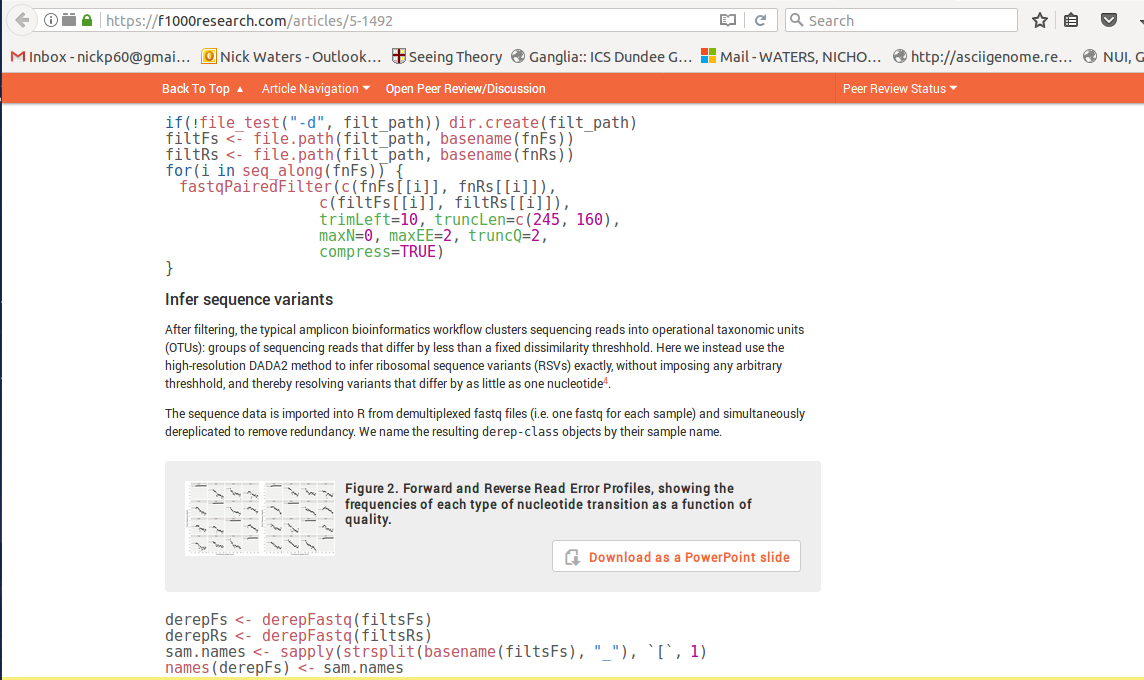 https://f1000research.com/articles/5-1492
Search
Inbox - nickp60@gmai... Nick Waters - Outlook... Seeing Theory Ganglia:: ICS Dundee G... Mail - WATERS, NICHO... http://asciigenome.re... NUI, G
Back To Top ▲ Article Navigation Open Peer Review/Discussion Peer Review Status
if(!file_test("-d", filt_path)) dir.create(filt_path)
filtFs <- file.path(filt_path, basename(fnFs))
filtRs <- file.path(filt_path, basename(fnRs))
for(i in seq_along(fnFs)) {
fastqPairedFilter(c(fnFs[[i]], fnRs[[i]]),
c(filtFs[[i]], filtRs[[i]]),
trimLeft=10, truncLen=c(245, 160),
maxN=0, maxEE=2, truncQ=2,
compress=TRUE)
}
Infer sequence variants
After filtering, the typical amplicon bioinformatics workflow clusters sequencing reads into operational taxonomic units
(OTUs): groups of sequencing reads that differ by less than a fixed dissimilarity threshhold. Here we instead use the
high-resolution DADA2 method to infer ribosomal sequence variants (RSVs) exactly, without imposing any arbitrary
threshhold, and thereby resolving variants that differ by as little as one nucleotide4.
The sequence data is imported into R from demultiplexed fastq files (i.e. one fastq for each sample) and simultaneously
dereplicated to remove redundancy. We name the resulting derep-class objects by their sample name.
Figure 2. Forward and Reverse Read Error Profiles, showing the
frequencies of each type of nucleotide transition as a function of
quality.
Download as a PowerPoint slide
derepFs <- derepFastq(filtsFs)
derepRs <- derepFastq(filtsRs)
sam.names <- sapply(strsplit(basename(filtsFs), "_"), `[`, 1)
names(derepFs) <- sam.names